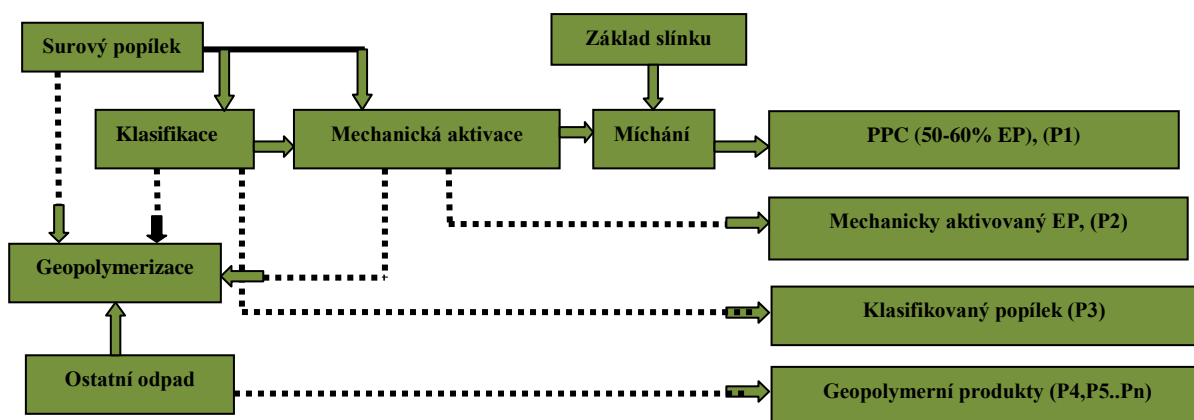 Surový popílek
Základ slínku
Klasifikace
Mechanická aktivace
Míchání
PPC (50-60% EP), (P1)
Mechanicky aktivovaný EP, (P2)
Geopolymerizace
Klasifikovaný popílek (P3)
Ostatní odpad
Geopolymerní produkty (P4,P5..Pn)